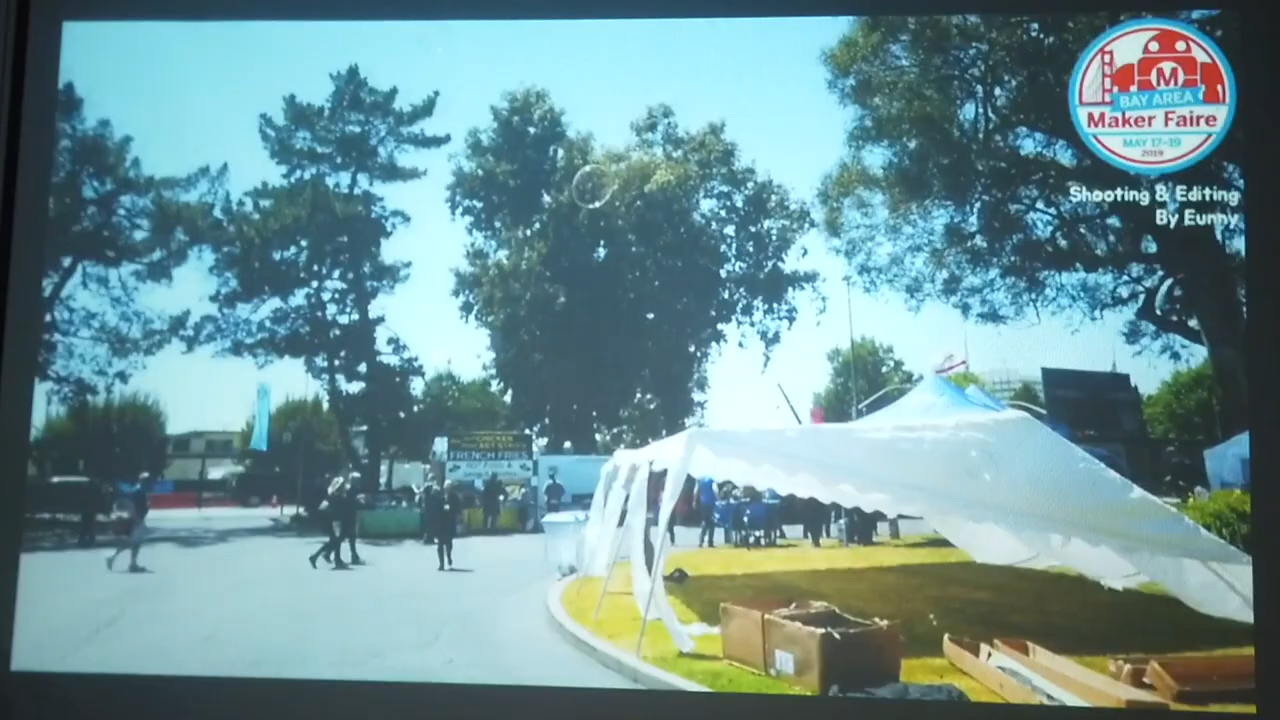 M
BAY AREA
Maker Faire
MAY 17-19
2019
Shooting & Editing
By Eunny
CHICKEN
FRENCH FRIES